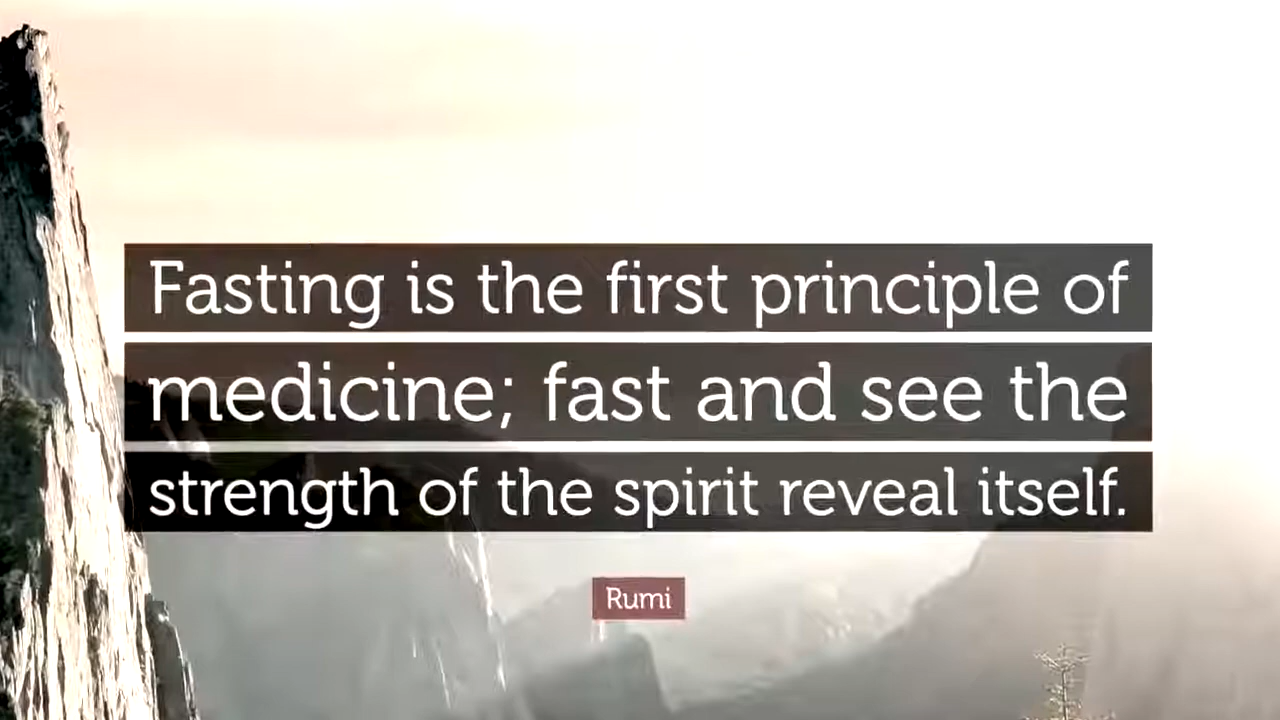 Fasting is the first principle of
medicine; fast and see the
strength of the spirit reveal itself.
Rumi